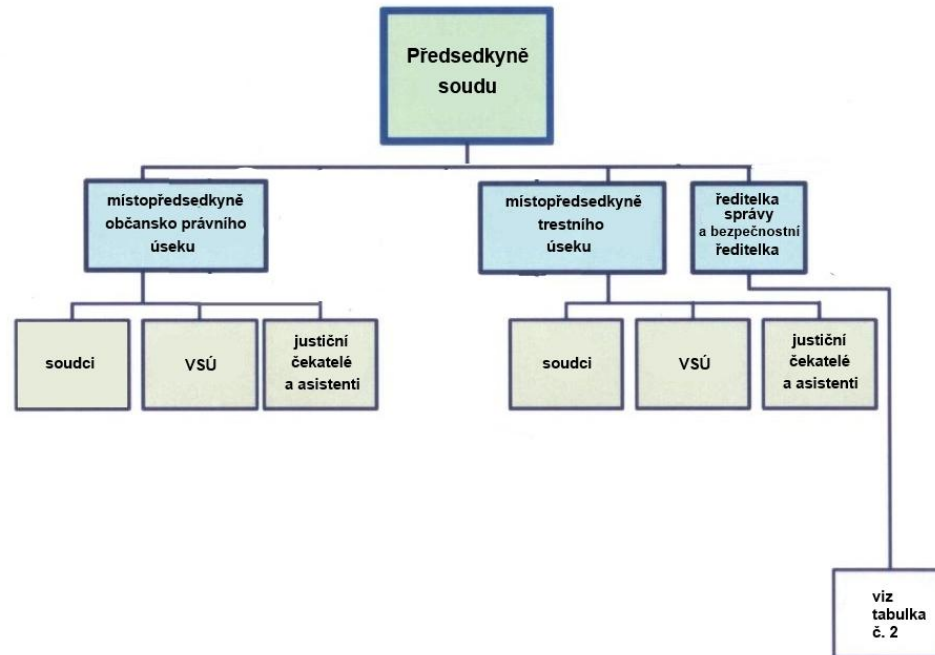 Předsedkyně
soudu
místopředsedkyně
občansko právního
úseku
místopředsedkyně
trestního
úseku
ředitelka
správy
a bezpečnostní
ředitelka
soudci
VSÚ
justiční
čekatelé
a asistenti
soudci
VSÚ
justiční
čekatelé
a asistenti
viz
tabulka
č. 2